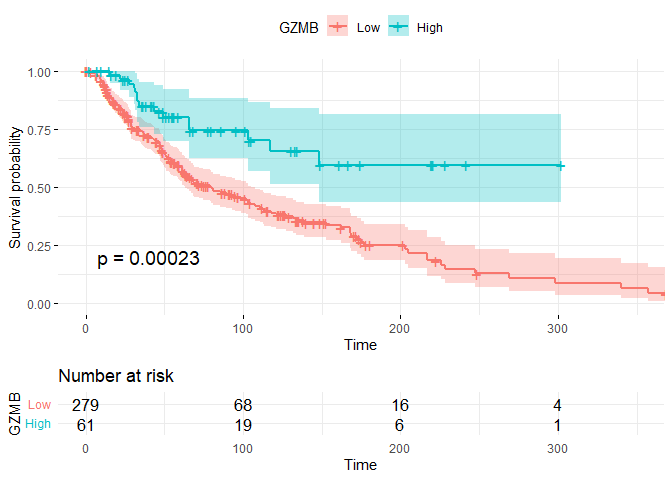 GZMB Low High
1.00
0.75
0.50
0.25
0.00
Survival probability
p = 0.00023
0 100 200 300
Time
Number at risk
GZMB
Low 279 68 16 4
High 61 19 6 1
0 100 200 300
Time